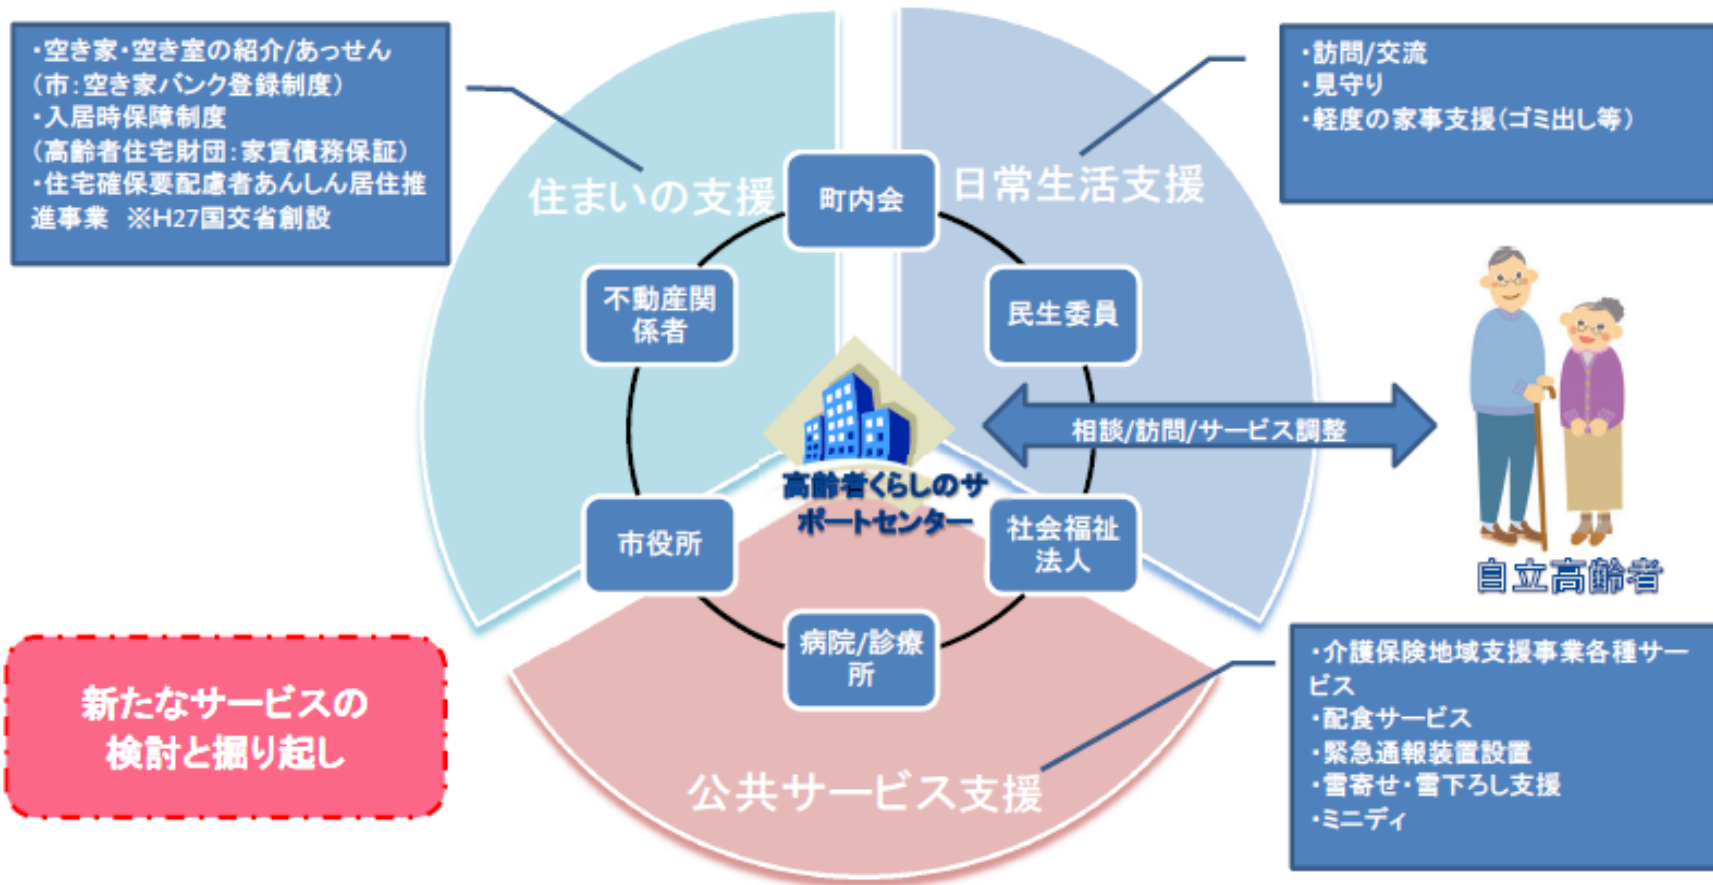 ・空き家・空き室の紹介/あっせん
(市:空き家バンク登録制度)
・入居時保障制度
(高齢者住宅財団:家賃債務保証)
・住宅確保要配慮者あんしん居住推
進事業 ※H27国交省創設
・訪問/交流
・見守り
・軽度の家事支援(ゴミ出し等)
住まいの支援
日常生活支援
町内会
不動産関
係者
民生委員
相談/訪問/サービス調整
高齢者くらしのサ
ポートセンター
市役所
社会福祉
法人
病院/診療
所
自立高齢者
公共サービス支援
・介護保険地域支援事業各種サー
ビス
・配食サービス
・緊急通報装置設置
・雪寄せ・雪下ろし支援
・ミニディ
新たなサービスの
検討と掘り起し